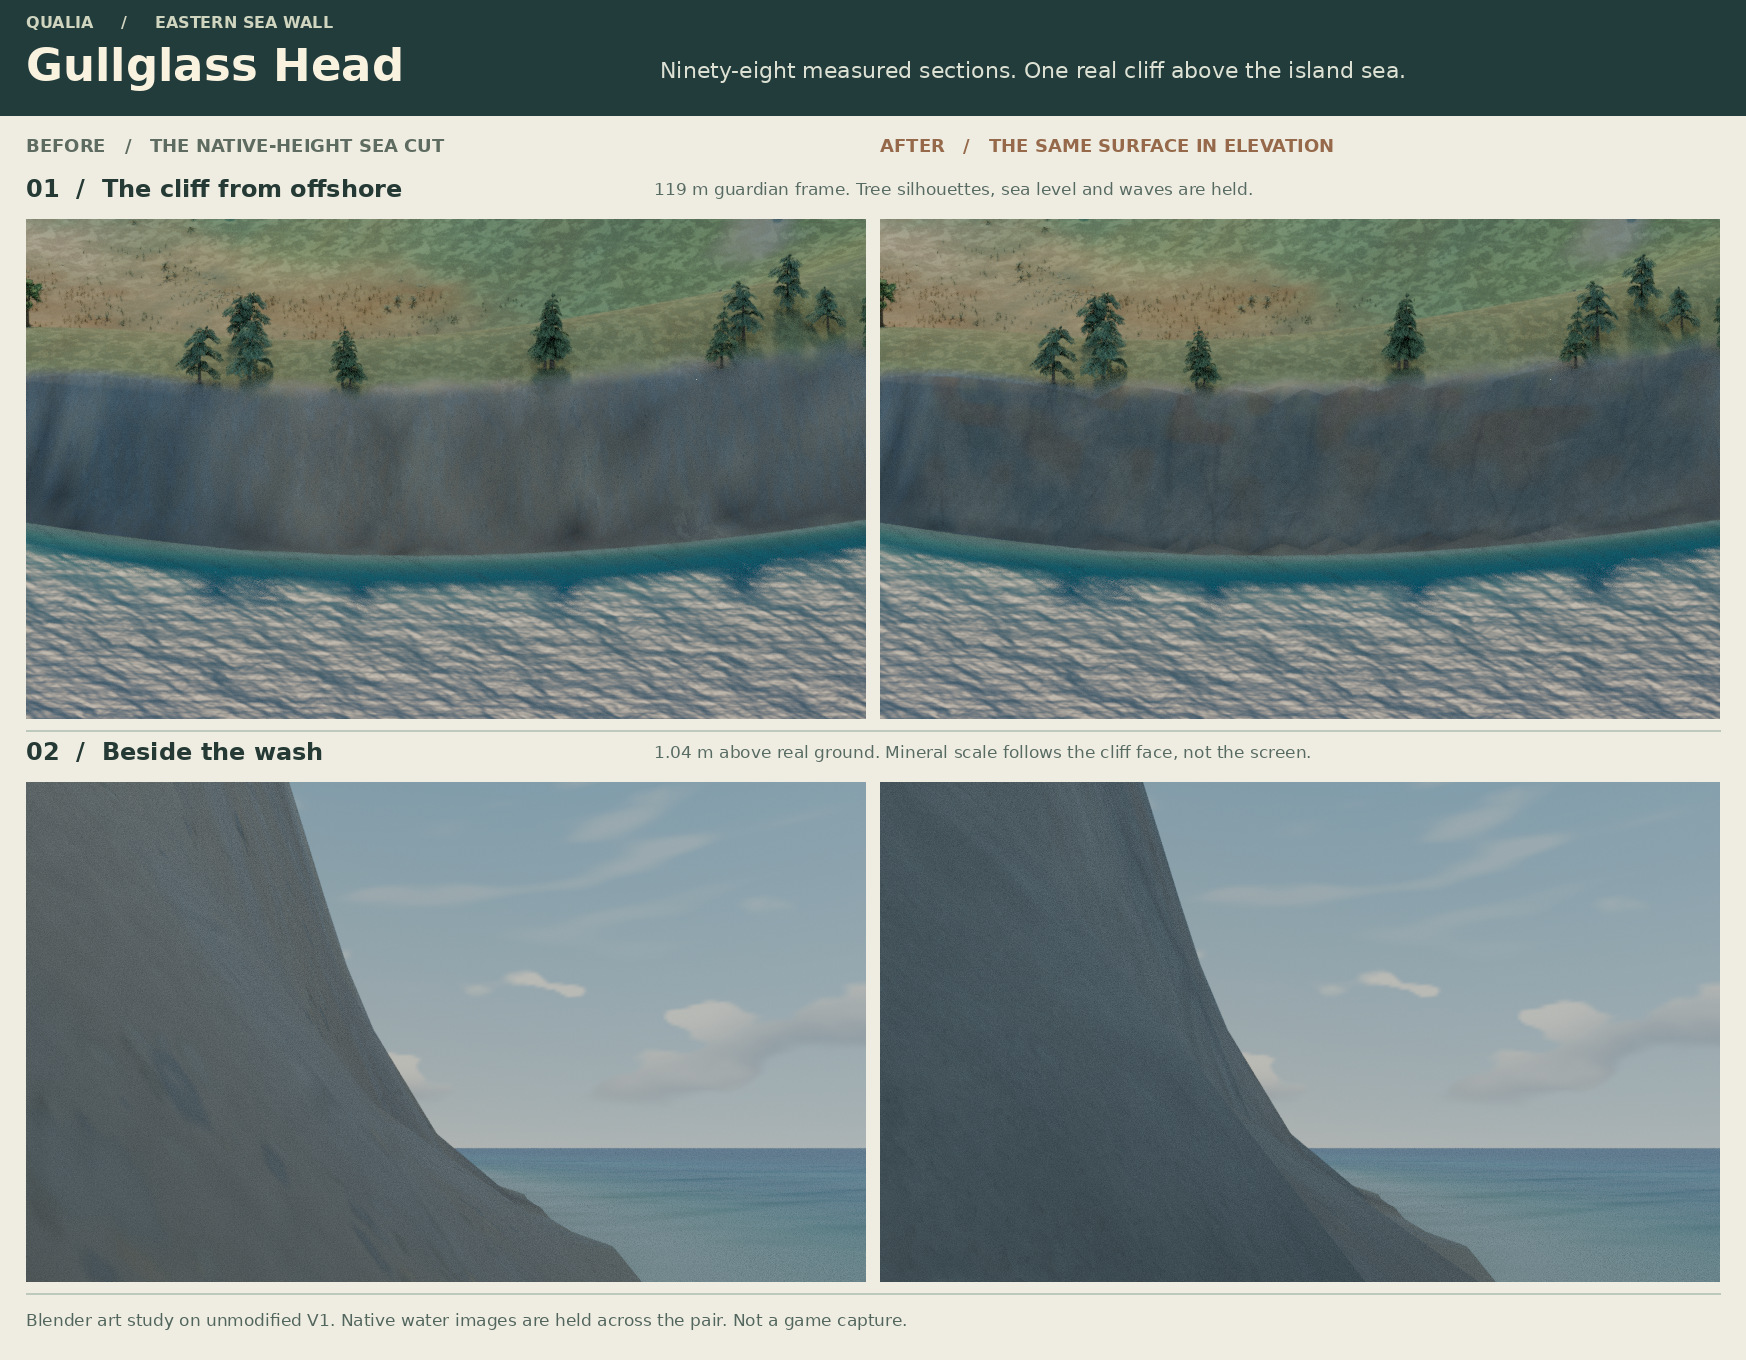 QUALIA / EASTERN SEA WALL
Gullglass Head
Ninety-eight measured sections. One real cliff above the island sea.
BEFORE / THE NATIVE-HEIGHT SEA CUT
AFTER / THE SAME SURFACE IN ELEVATION
01 / The cliff from offshore
119 m guardian frame. Tree silhouettes, sea level and waves are held.
02 / Beside the wash
1.04 m above real ground. Mineral scale follows the cliff face, not the screen.
Blender art study on unmodified V1. Native water images are held across the pair. Not a game capture.